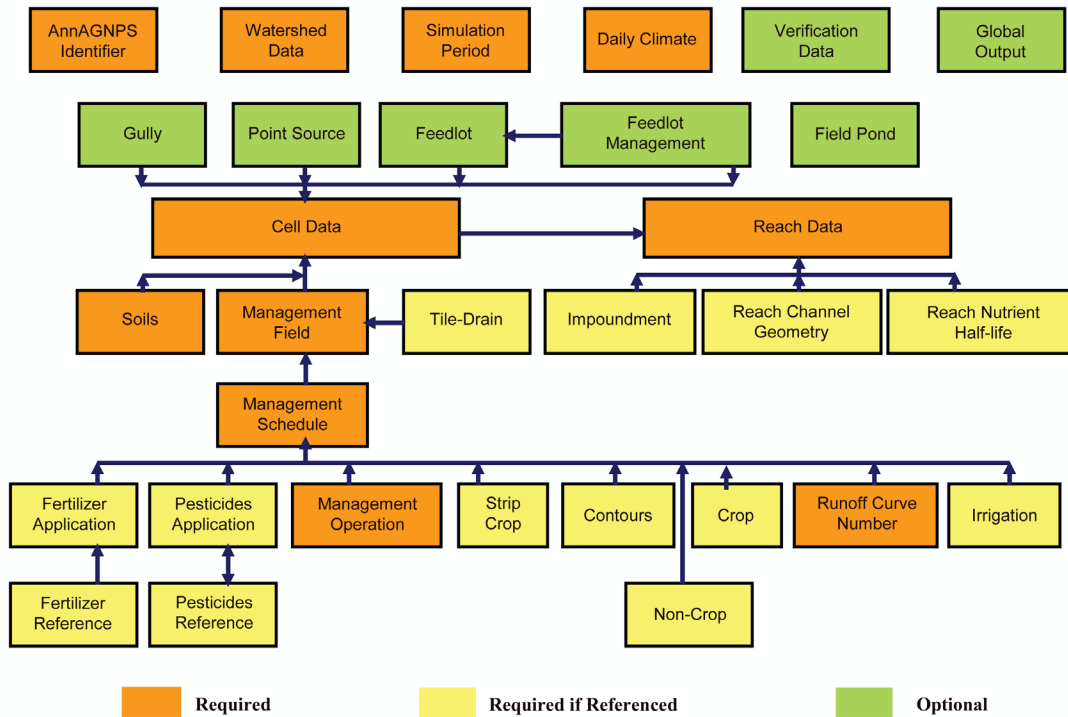 AnnAGNPS
Identifier
Watershed
Data
Simulation
Period
Daily Climate
Verification
Data
Global
Output
Gully
Point Source
Feedlot
Feedlot
Management
Field Pond
Cell Data
Reach Data
Soils
Management
Field
Tile-Drain
Impoundment
Reach Channel
Geometry
Reach Nutrient
Half-life
Management
Schedule
Fertilizer
Application
Pesticides
Application
Management
Operation
Strip
Crop
Contours
Crop
Runoff Curve
Number
Irrigation
Fertilizer
Reference
Pesticides
Reference
Non-Crop
Required
Required if Referenced
Optional